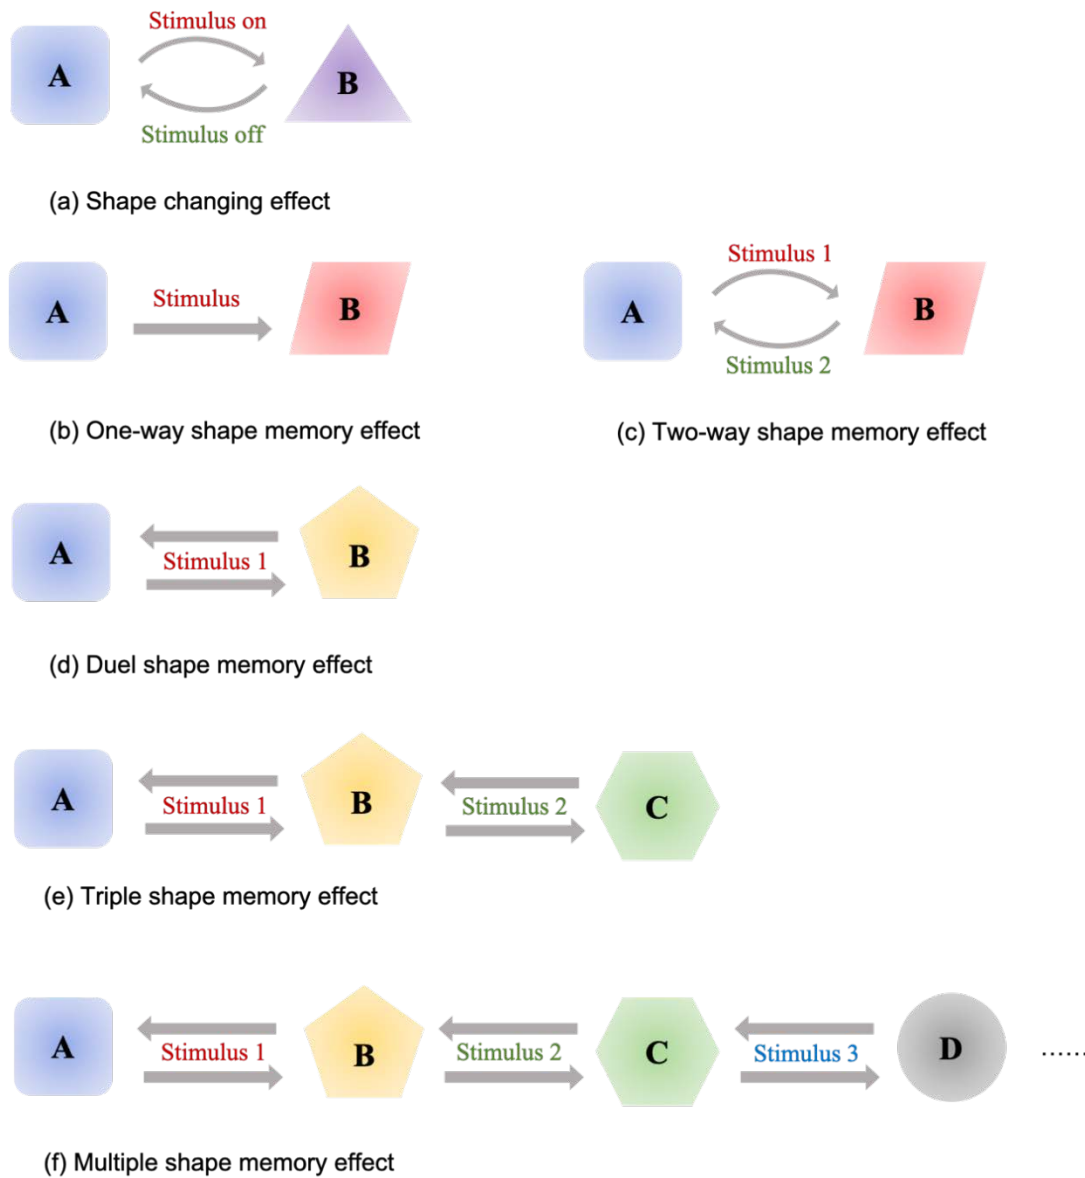 Stimulus on
A
B
Stimulus off
(a) Shape changing effect
A
Stimulus
B
(b) One-way shape memory effect
Stimulus 1
A
B
Stimulus 2
(c) Two-way shape memory effect
A
Stimulus 1
B
(d) Duel shape memory effect
A
Stimulus 1
B
Stimulus 2
C
(e) Triple shape memory effect
A
Stimulus 1
B
Stimulus 2
C
Stimulus 3
D
......
(f) Multiple shape memory effect